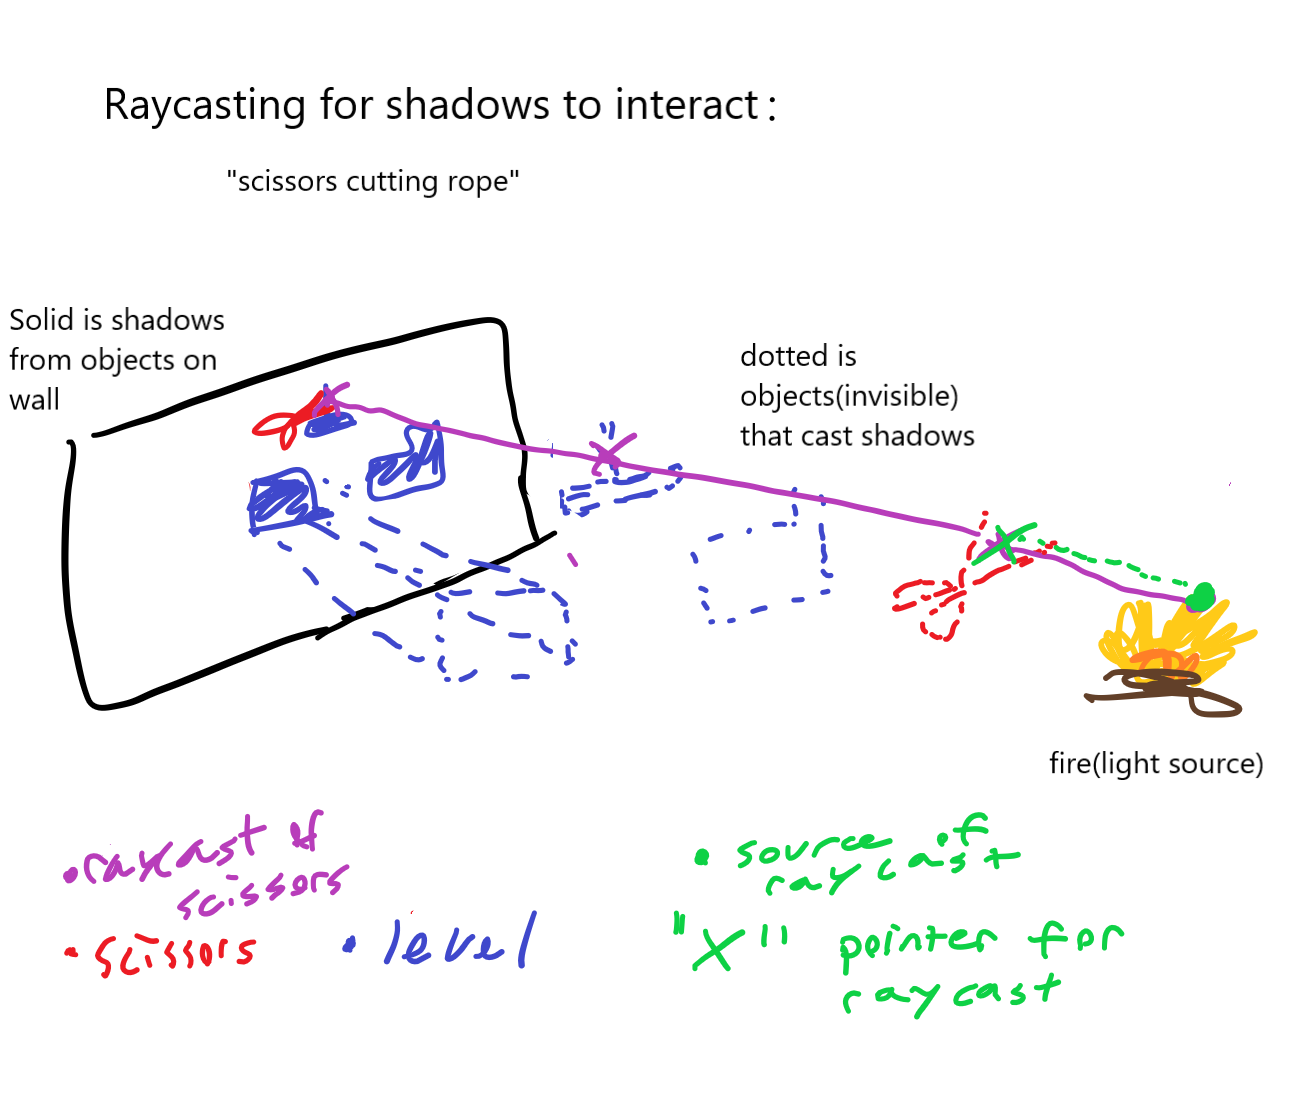 Raycasting for shadows to interact:
"scissors cutting rope"
Solid is shadows
from objects on
wall
dotted is
objects(invisible)
that cast shadows
fire(light source)
•raycast of
scissors
•scissors
•level
•source of
raycast
"X" pointer for
raycast